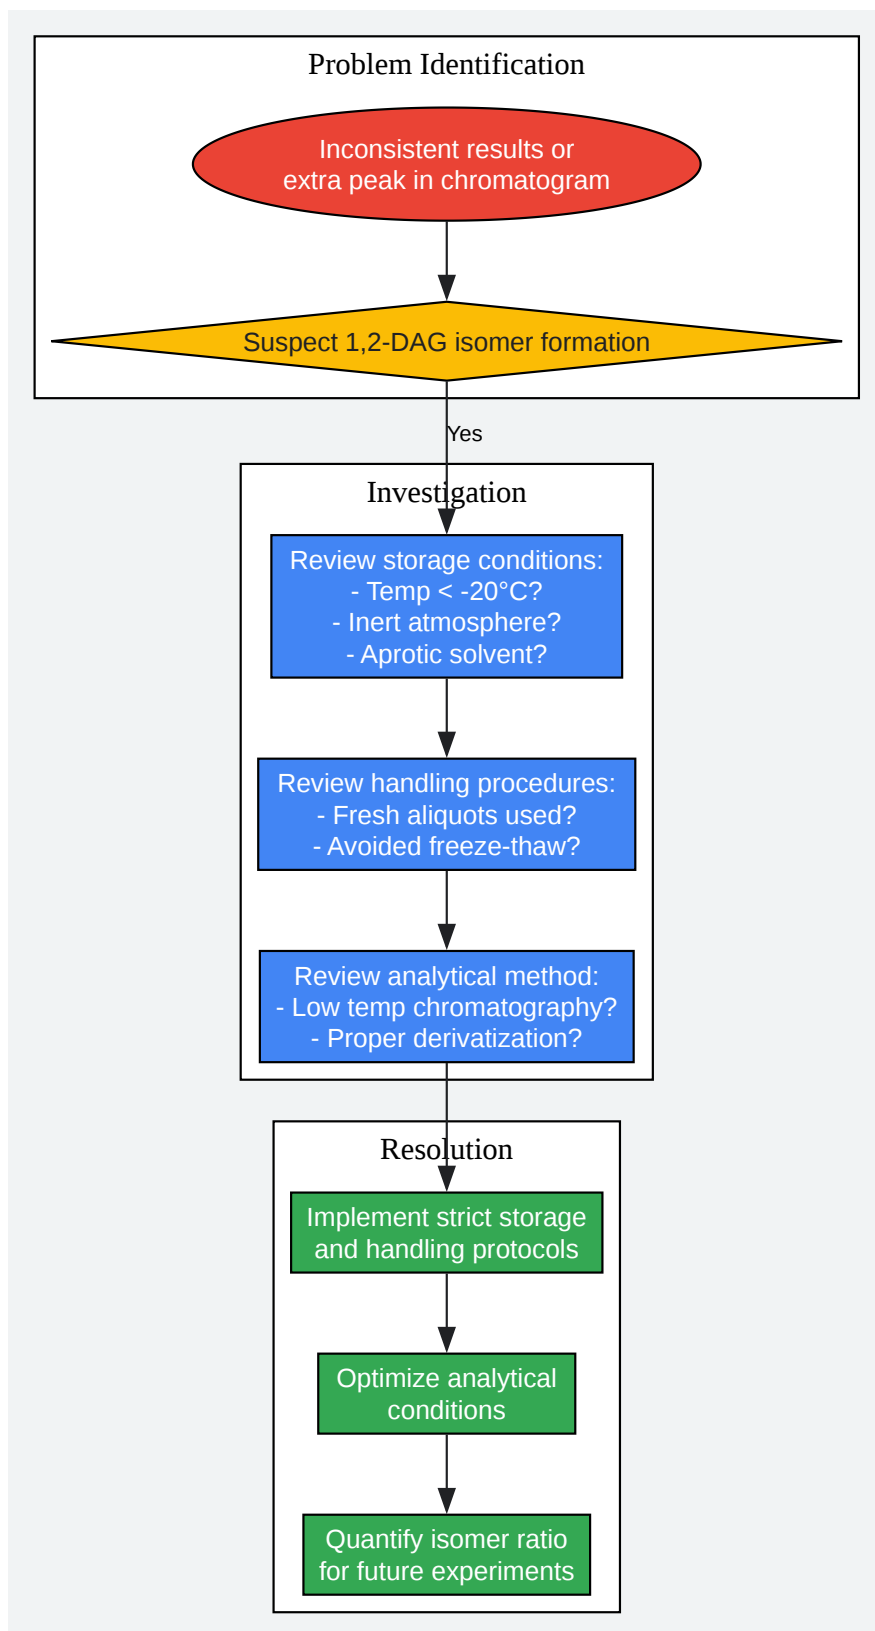 Problem Identification
Inconsistent results or
extra peak in chromatogram
Suspect 1,2-DAG isomer formation
Yes
Investigation
Review storage conditions:
- Temp < -20°C?
- Inert atmosphere?
- Aprotic solvent?
Review handling procedures:
- Fresh aliquots used?
- Avoided freeze-thaw?
Review analytical method:
- Low temp chromatography?
- Proper derivatization?
Resolution
Implement strict storage
and handling protocols
Optimize analytical
conditions
Quantify isomer ratio
for future experiments